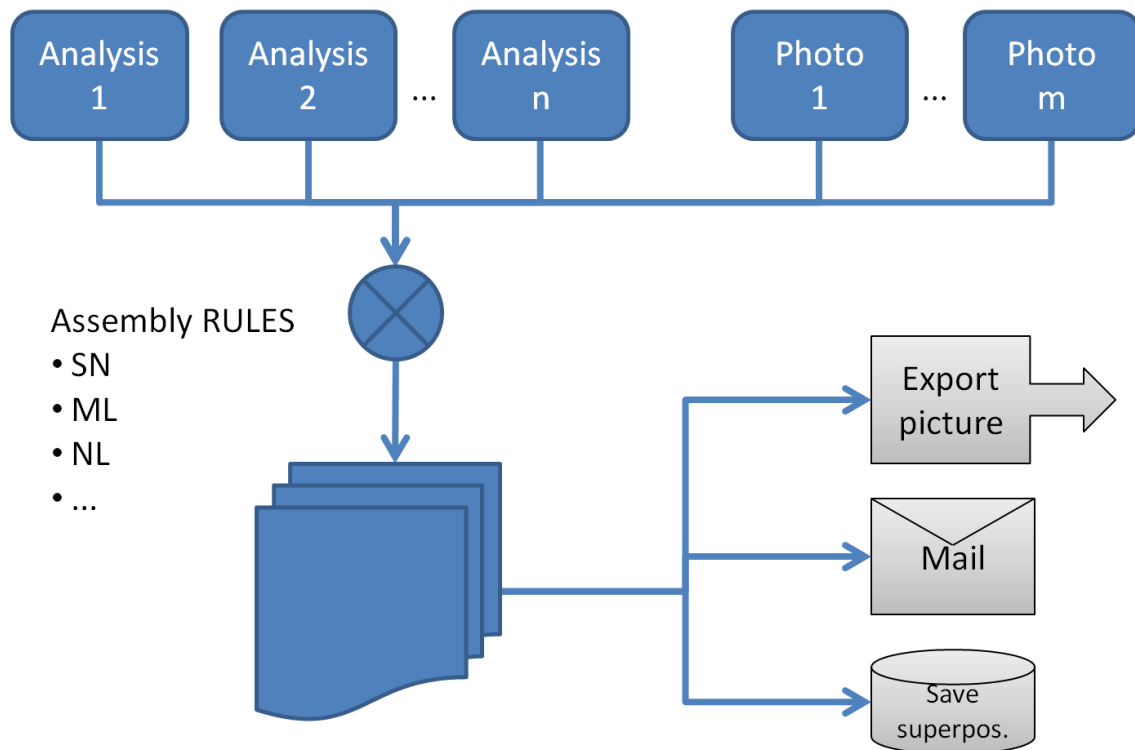 Analysis
1
Analysis
2
...
Analysis
n
Photo
1
...
Photo
m
Assembly RULES
• SN
• ML
• NL
• ...
Export
picture
Mail
Save
superpos.